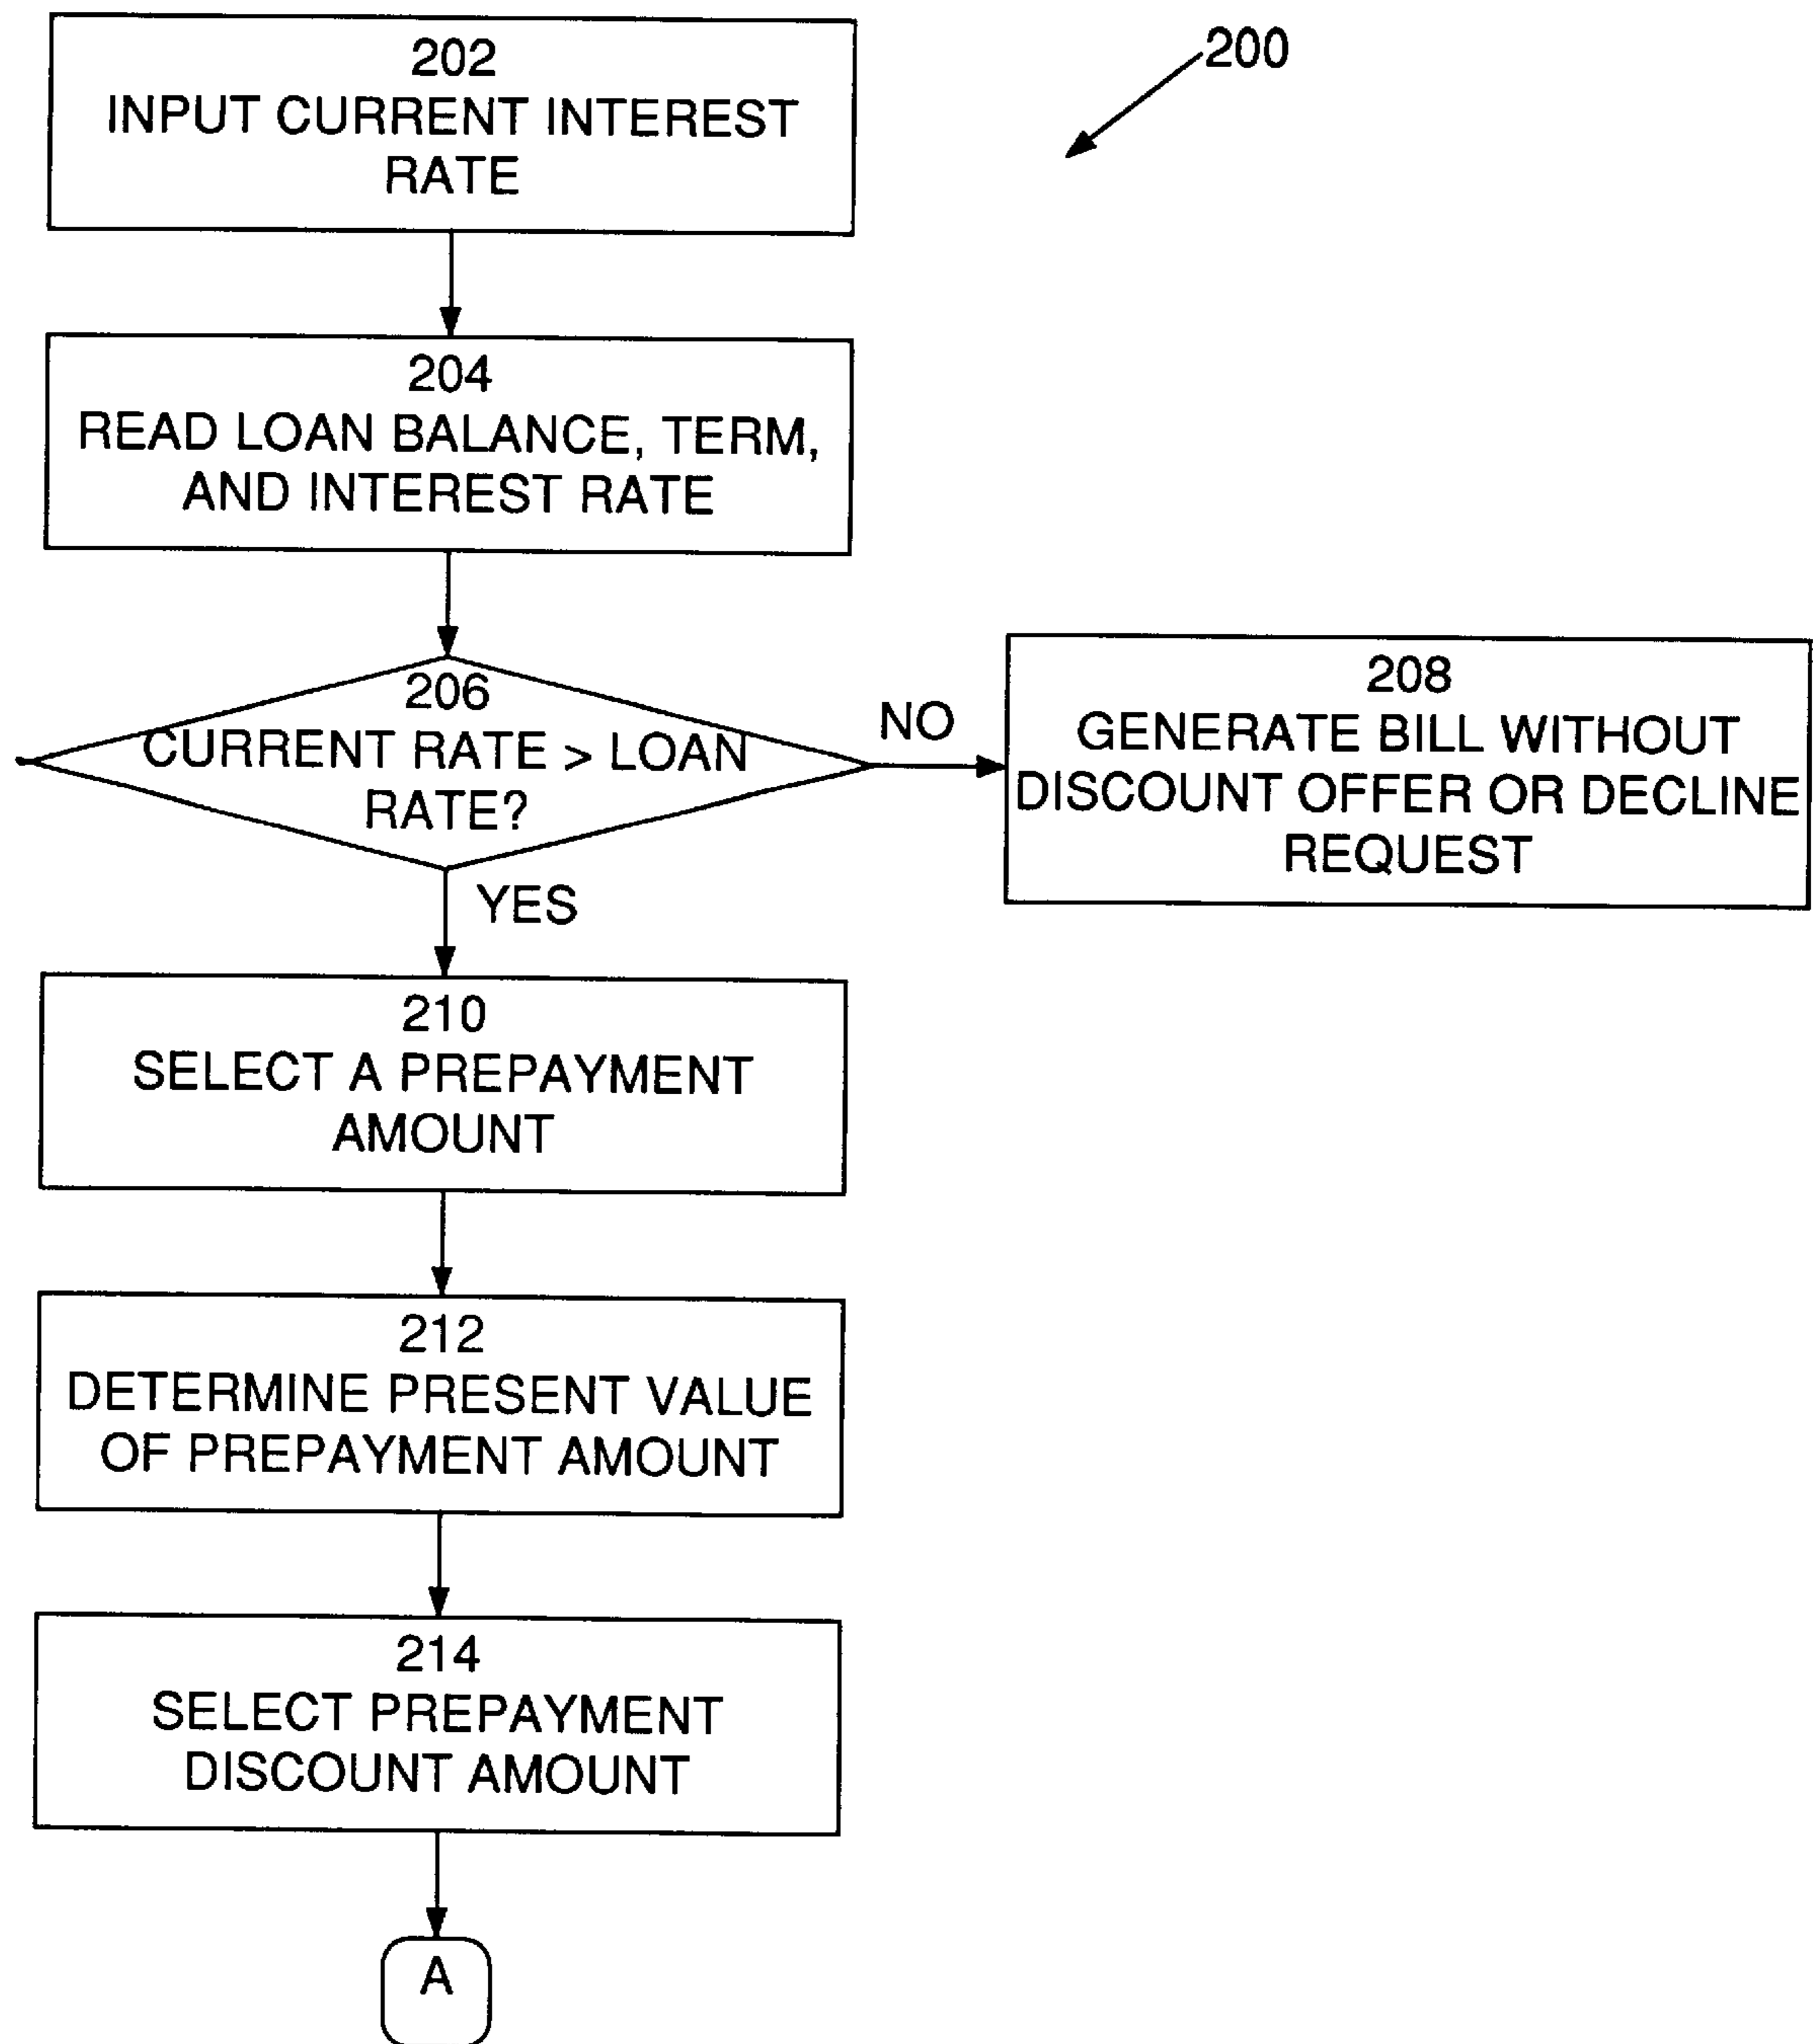 200
202
INPUT CURRENT INTEREST
RATE
204
READ LOAN BALANCE, TERM,
AND INTEREST RATE
206
CURRENT RATE > LOAN
RATE?
NO
208
GENERATE BILL WITHOUT
DISCOUNT OFFER OR DECLINE
REQUEST
YES
210
SELECT A PREPAYMENT
AMOUNT
212
DETERMINE PRESENT VALUE
OF PREPAYMENT AMOUNT
214
SELECT PREPAYMENT
DISCOUNT AMOUNT
A